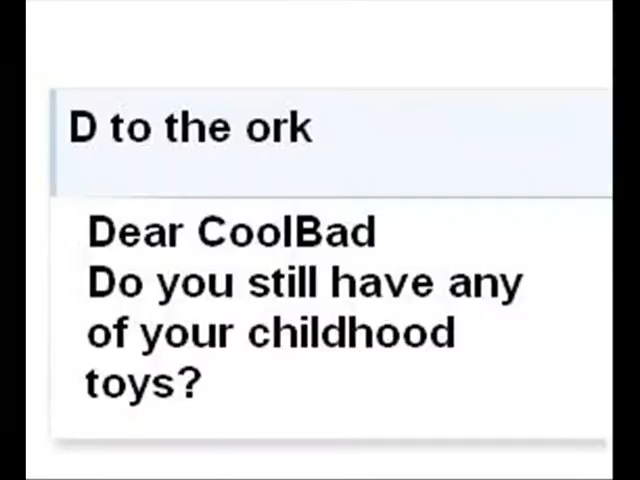 D to the ork
Dear CoolBad
Do you still have any
of your childhood
toys?